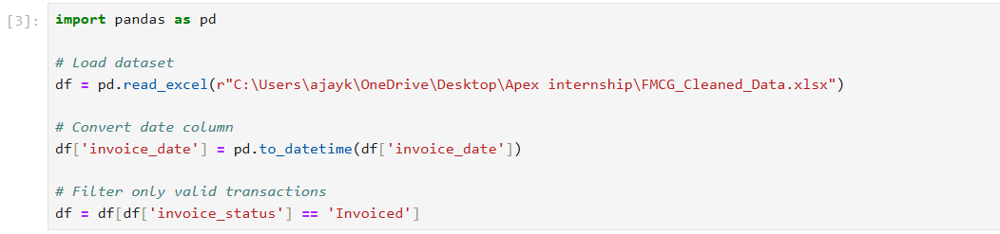 [3]:
import pandas as pd
# Load dataset
df = pd.read_excel(r"C:\Users\ajayk\OneDrive\Desktop\Apex internship\FMCG_Cleaned_Data.xlsx")
# Convert date column
df['invoice_date'] = pd.to_datetime(df['invoice_date'])
# Filter only valid transactions
df = df[df['invoice_status'] == 'Invoiced']